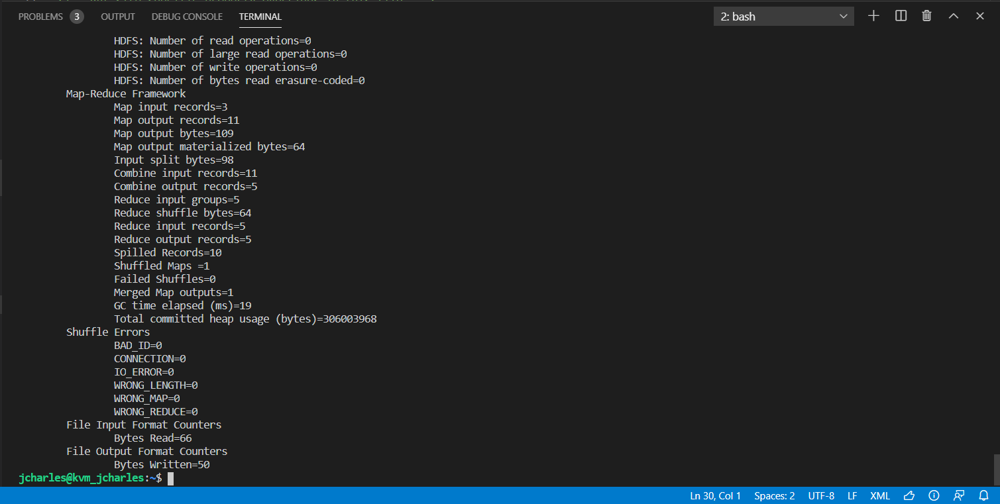 PROBLEMS 3 OUTPUT DEBUG CONSOLE TERMINAL 2: bash
HDFS: Number of read operations=0
HDFS: Number of large read operations=0
HDFS: Number of write operations=0
HDFS: Number of bytes read erasure-coded=0
Map-Reduce Framework
Map input records=3
Map output records=11
Map output bytes=109
Map output materialized bytes=64
Input split bytes=98
Combine input records=11
Combine output records=5
Reduce input groups=5
Reduce shuffle bytes=64
Reduce input records=5
Reduce output records=5
Spilled Records=10
Shuffled Maps =1
Failed Shuffles=0
Merged Map outputs=1
GC time elapsed (ms)=19
Total committed heap usage (bytes)=306003968
Shuffle Errors
BAD_ID=0
CONNECTION=0
IO_ERROR=0
WRONG_LENGTH=0
WRONG_MAP=0
WRONG_REDUCE=0
File Input Format Counters
Bytes Read=66
File Output Format Counters
Bytes Written=50
jcharles@kvm_jcharles:~$
Ln 30, Col 1 Spaces: 2 UTF-8 LF XML